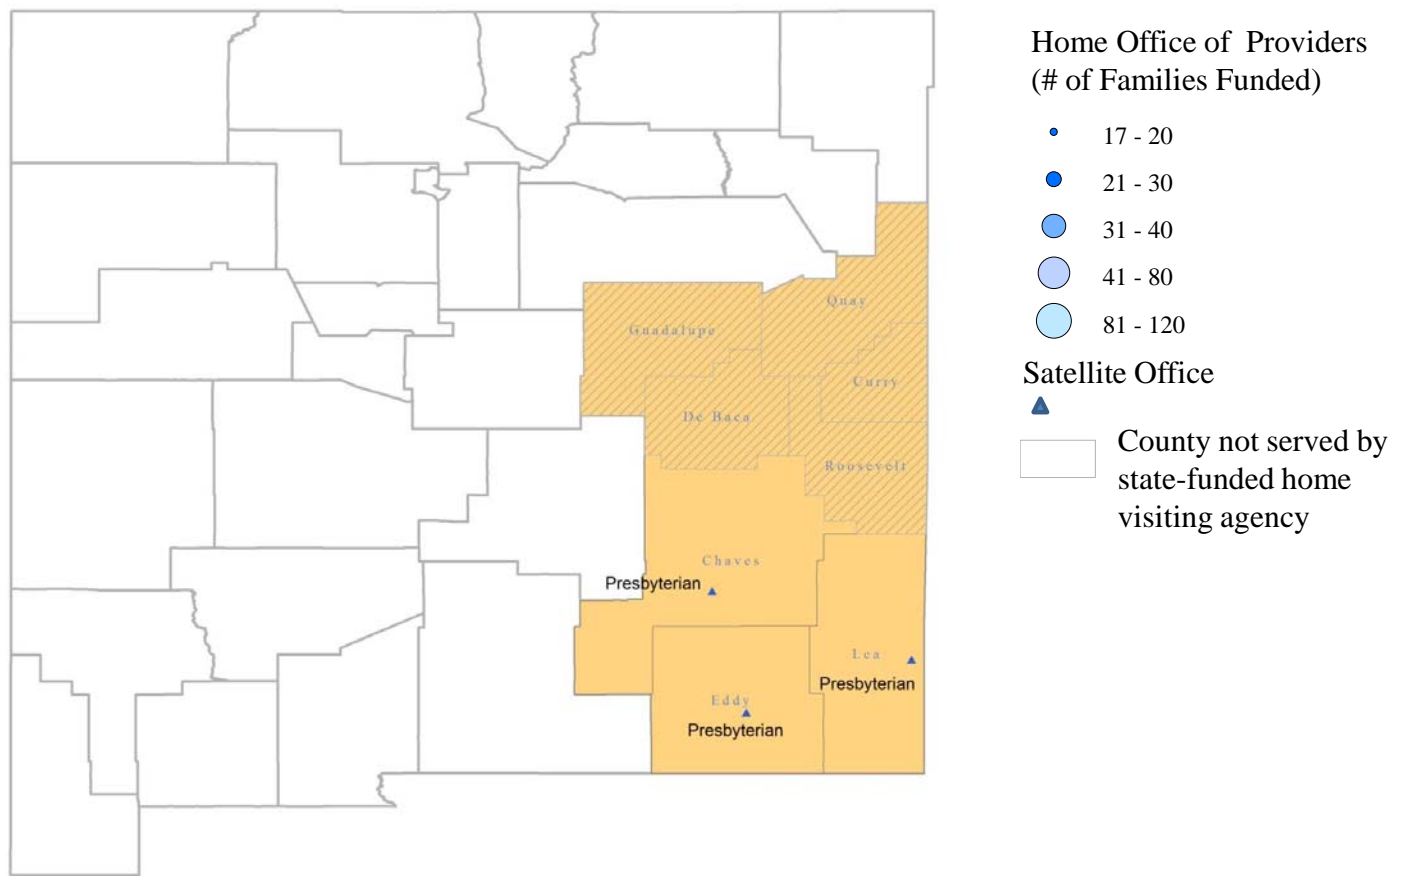 Home Office of Providers
(# of Families Funded)
17 - 20
21 - 30
31 - 40
41 - 80
81 - 120
Satellite Office
County not served by
state-funded home
visiting agency
Quay
Guadalupe
Curry
De Baca
Roosevelt
Chaves
Presbyterian
Lea
Presbyterian
Eddy
Presbyterian